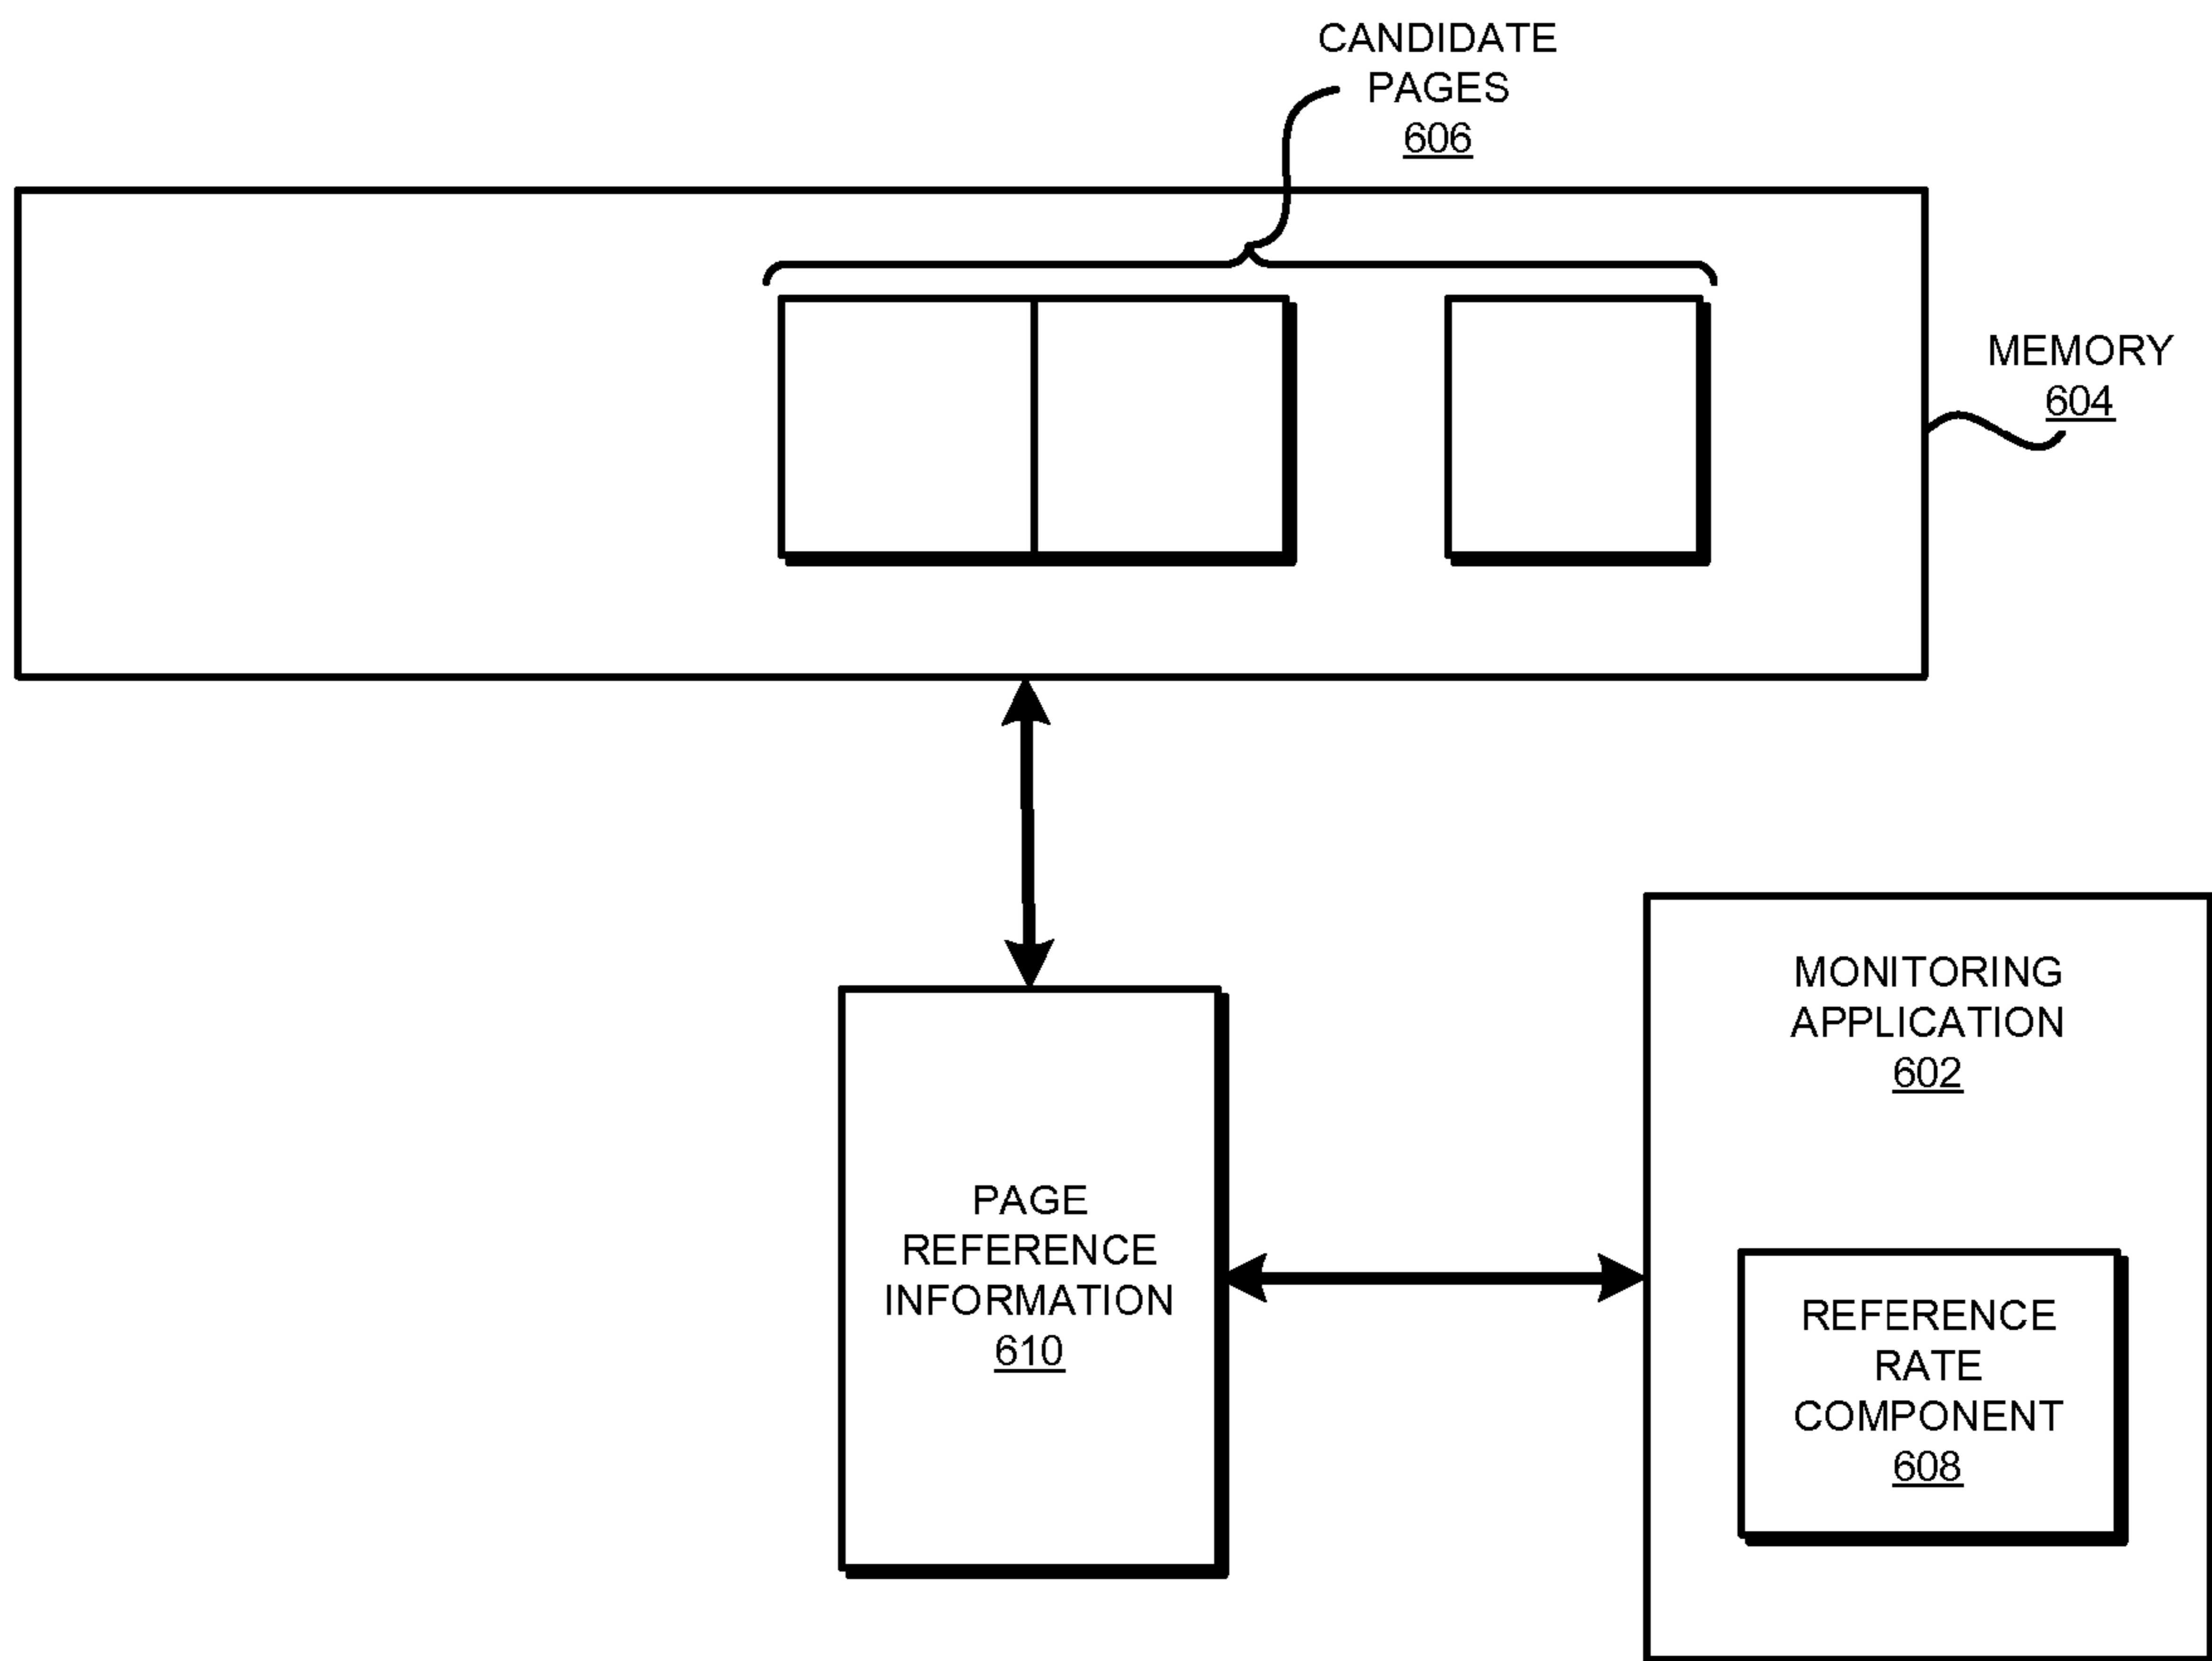 CANDIDATE
PAGES
606
MEMORY
604
MONITORING
APPLICATION
602
PAGE
REFERENCE
INFORMATION
610
REFERENCE
RATE
COMPONENT
608